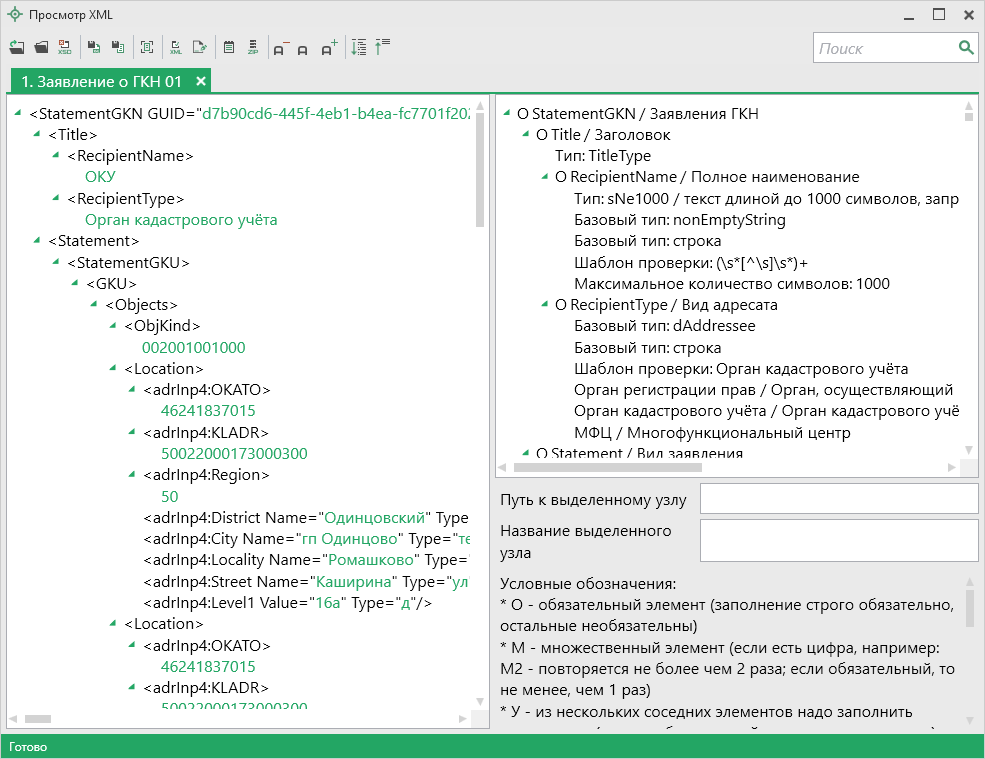 Просмотр XML
XSD
XML
ZIP
Поиск
1. Заявление о ГКН 01 ×
<StatementGKN GUID="d7b90cd6-445f-4eb1-b4ea-fc7701f202
<Title>
<RecipientName>
ОКУ
<RecipientType>
Орган кадастрового учёта
<Statement>
<StatementGKU>
<GKU>
<Objects>
<ObjKind>
002001001000
<Location>
<adrInp4:OKATO>
46241837015
<adrInp4:KLADR>
50022000173000300
<adrInp4:Region>
50
<adrInp4:District Name="Одинцовский" Type
<adrInp4:City Name="гп Одинцово" Type="те
<adrInp4:Locality Name="Ромашково" Type="
<adrInp4:Street Name="Каширина" Type="ул"
<adrInp4:Level1 Value="16а" Type="д"/>
<Location>
<adrInp4:OKATO>
46241837015
<adrInp4:KLADR>
50022000173000300
О StatementGKN / Заявления ГКН
О Title / Заголовок
Тип: TitleType
О RecipientName / Полное наименование
Тип: sNe1000 / текст длиной до 1000 символов, запр
Базовый тип: nonEmptyString
Базовый тип: строка
Шаблон проверки: (\s*[^\s]\s*)+
Максимальное количество символов: 1000
О RecipientType / Вид адресата
Базовый тип: dAddressee
Базовый тип: строка
Шаблон проверки: Орган кадастрового учёта
Орган регистрации прав / Орган, осуществляющий
Орган кадастрового учёта / Орган кадастрового учё
МФЦ / Многофункциональный центр
О Statement / Вид заявления
Путь к выделенному узлу
Название выделенного
узла
Условные обозначения:
* О - обязательный элемент (заполнение строго обязательно,
остальные необязательны)
* М - множественный элемент (если есть цифра, например:
М2 - повторяется не более чем 2 раза; если обязательный, то
не менее, чем 1 раз)
* У - из нескольких соседних элементов надо заполнить
Готово